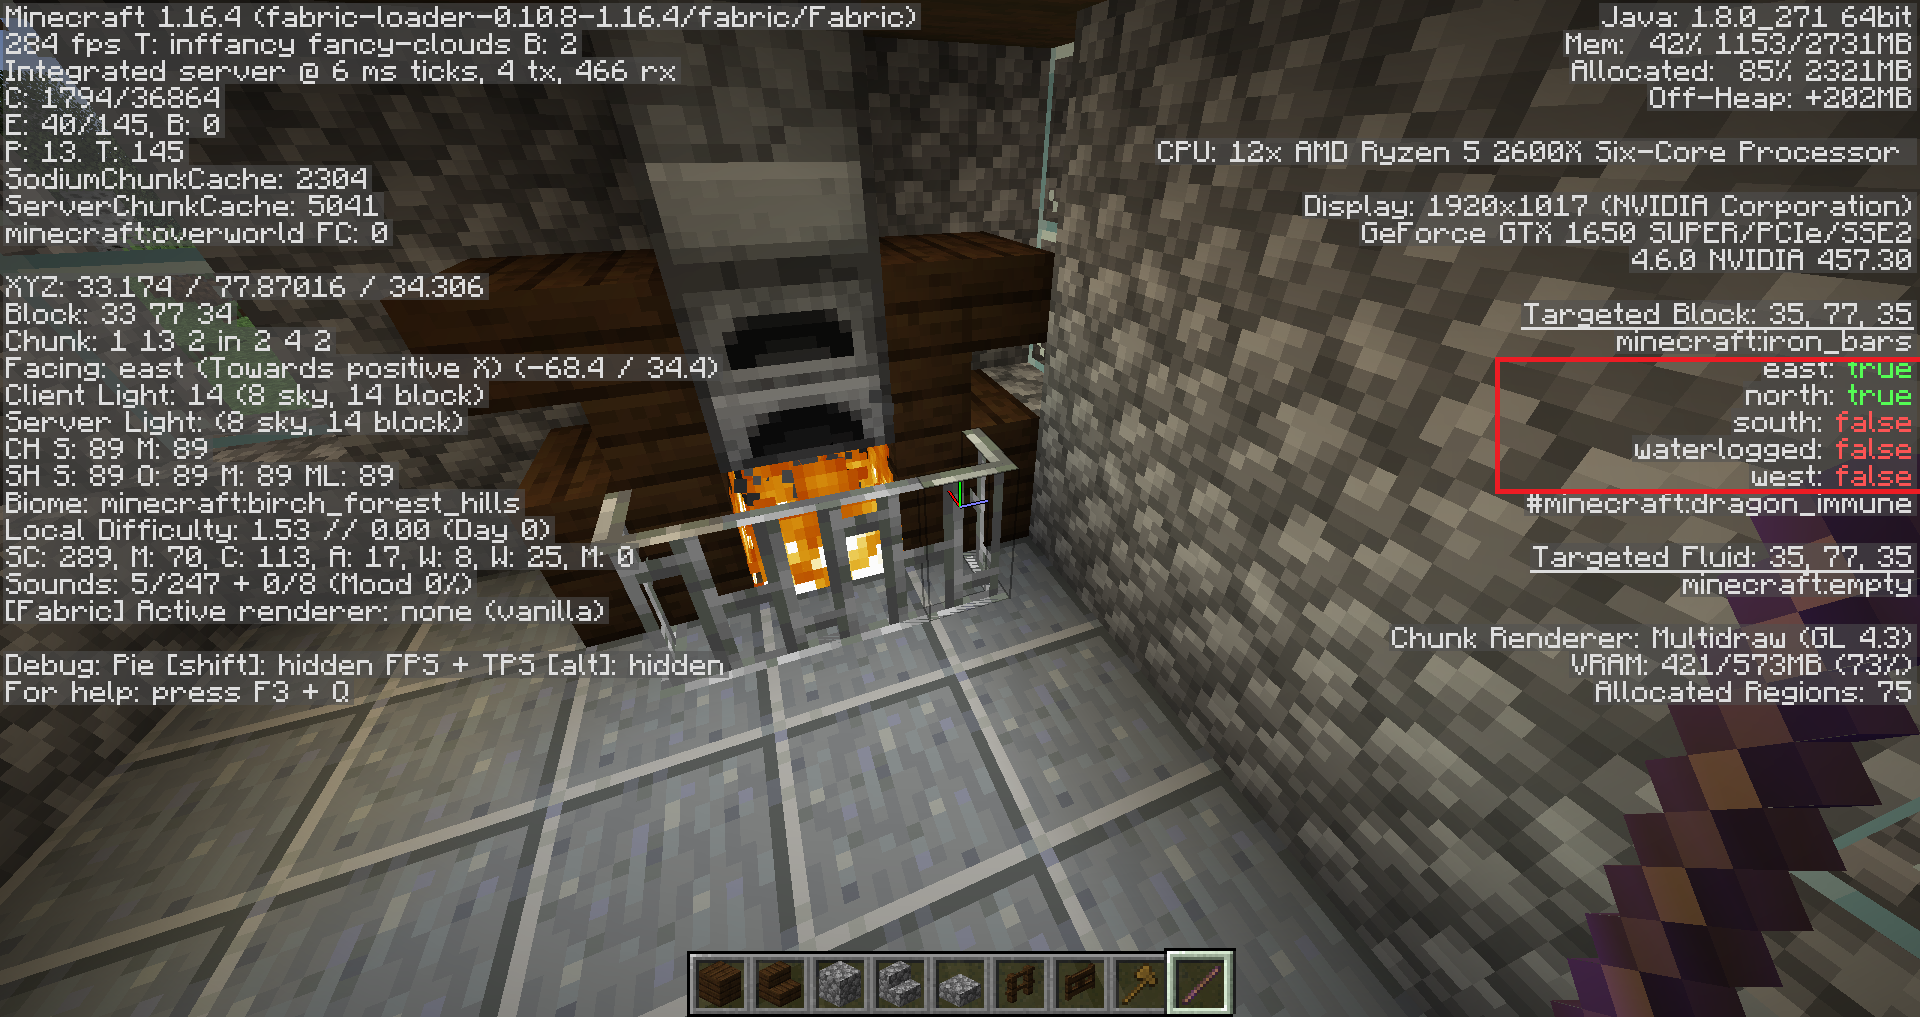 Minecraft 1.16.4 (fabric-loader-0.10.8-1.16.4/fabric/Fabric)
284 fps T: inffancy fancy-clouds B: 2
Integrated server @ 6 ms ticks, 4 tx, 466 rx
C: 1794/36864
E: 40/145, B: 0
P: 13. T: 145
SodiumChunkCache: 2304
ServerChunkCache: 5041
minecraft:overworld FC: 0
XYZ: 33.174 / 77.87016 / 34.306
Block: 33 77 34
Chunk: 1 13 2 in 2 4 2
Facing: east (Towards positive X) (-68.4 / 34.4)
Client Light: 14 (8 sky, 14 block)
Server Light: (8 sky, 14 block)
CH S: 89 M: 89
SH S: 89 O: 89 M: 89 ML: 89
Biome: minecraft:birch_forest_hills
Local Difficulty: 1.53 // 0.00 (Day 0)
SC: 289, M: 70, C: 113, A: 17, W: 8, W: 25, M: 0
Sounds: 5/247 + 0/8 (Mood 0%)
[Fabric] Active renderer: none (vanilla)
Debug: Pie [shift]: hidden FPS + TPS [alt]: hidden
For help: press F3 + Q
Java: 1.8.0_271 64bit
Mem: 42% 1153/2731MB
Allocated: 85% 2321MB
Off-Heap: +202MB
CPU: 12x AMD Ryzen 5 2600X Six-Core Processor
Display: 1920x1017 (NVIDIA Corporation)
GeForce GTX 1650 SUPER/PCIe/SSE2
4.6.0 NVIDIA 457.30
Targeted Block: 35, 77, 35
minecraft:iron_bars
east: true
north: true
south: false
waterlogged: false
west: false
#minecraft:dragon_immune
Targeted Fluid: 35, 77, 35
minecraft:empty
Chunk Renderer: Multidraw (GL 4.3)
VRAM: 421/573MB (73%)
Allocated Regions: 75